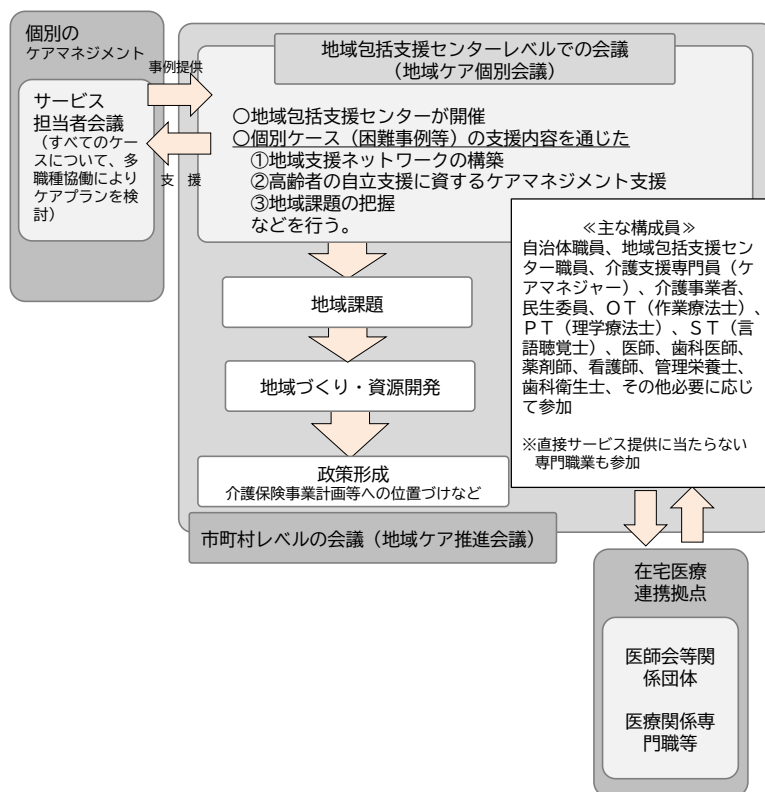 個別の
ケアマネジメント
サービス
担当者会議
（すべてのケー
スについて、多
職種協働により
ケアプランを検
討）
事例提供
支　援
地域包括支援センターレベルでの会議
（地域ケア個別会議）
○地域包括支援センターが開催
○個別ケース（困難事例等）の支援内容を通じた
①地域支援ネットワークの構築
②高齢者の自立支援に資するケアマネジメント支援
③地域課題の把握
などを行う。
≪主な構成員≫
自治体職員、地域包括支援セン
ター職員、介護支援専門員（ケ
アマネジャー）、介護事業者、
民生委員、ＯＴ（作業療法士）、
ＰＴ（理学療法士）、ＳＴ（言
語聴覚士）、医師、歯科医師、
薬剤師、看護師、管理栄養士、
歯科衛生士、その他必要に応じ
て参加
※直接サービス提供に当たらない
専門職業も参加
地域課題
地域づくり・資源開発
政策形成
介護保険事業計画等への位置づけなど
市町村レベルの会議（地域ケア推進会議）
在宅医療
連携拠点
医師会等関
係団体
医療関係専
門職等